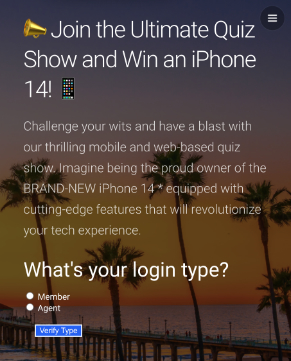 📣 Join the Ultimate Quiz
Show and Win an iPhone
14! 📱
Challenge your wits and have a blast with
our thrilling mobile and web-based quiz
show. Imagine being the proud owner of the
BRAND-NEW iPhone 14 * equipped with
cutting-edge features that will revolutionize
your tech experience.
What's your login type?
Member
Agent
Verify Type